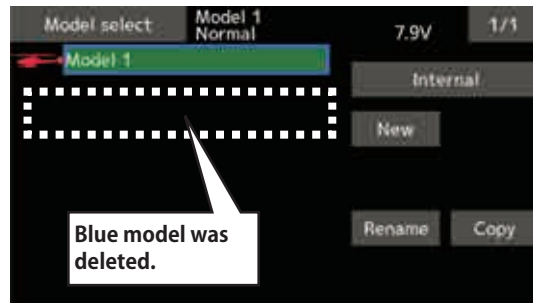 Model select
Model 1
Normal
7.9V
1/1
Model 1
Internal
New
Rename
Copy
Blue model was
deleted.